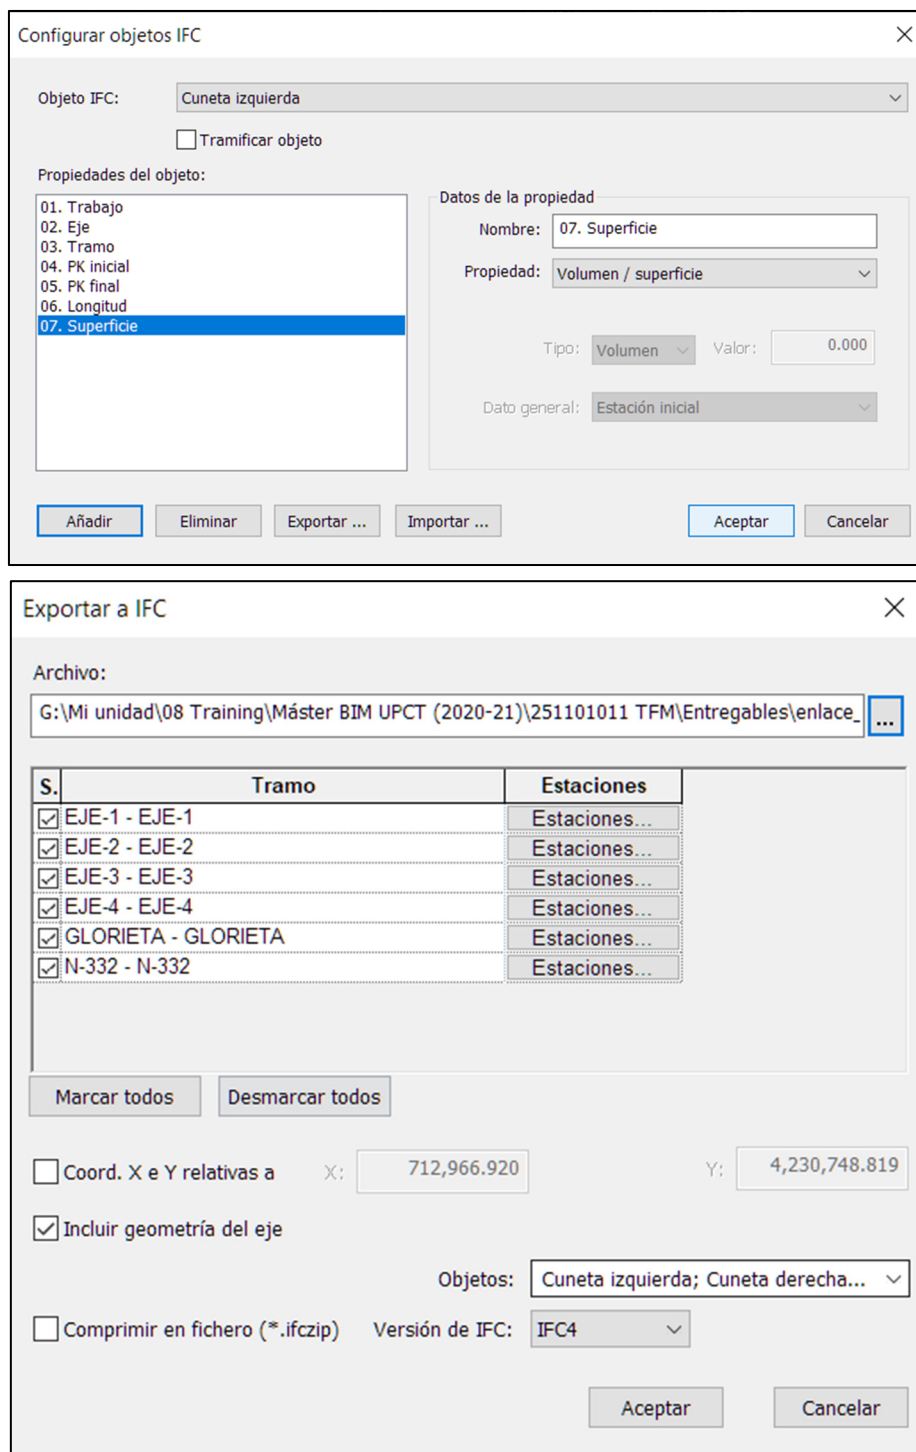 Configurar objetos IFC
Objeto IFC: Cuneta izquierda
Tramificar objeto
Propiedades del objeto:
01. Trabajo
02. Eje
03. Tramo
04. PK inicial
05. PK final
06. Longitud
07. Superficie
Datos de la propiedad
Nombre: 07. Superficie
Propiedad: Volumen / superficie
Tipo: Volumen Valor: 0.000
Dato general: Estación inicial
Añadir Eliminar Exportar ... Importar ... Aceptar Cancelar
Exportar a IFC
Archivo:
G:\Mi unidad\08 Training\Máster BIM UPCT (2020-21)\251101011 TFM\Entregables\enlace_ ...
S. Tramo Estaciones
EJE-1 - EJE-1 Estaciones...
EJE-2 - EJE-2 Estaciones...
EJE-3 - EJE-3 Estaciones...
EJE-4 - EJE-4 Estaciones...
GLORIETA - GLORIETA Estaciones...
N-332 - N-332 Estaciones...
Marcar todos Desmarcar todos
Coord. X e Y relativas a X: 712,966.920 Y: 4,230,748.819
Incluir geometría del eje
Objetos: Cuneta izquierda; Cuneta derecha...
Comprimir en fichero (*.ifczip) Versión de IFC: IFC4
Aceptar Cancelar